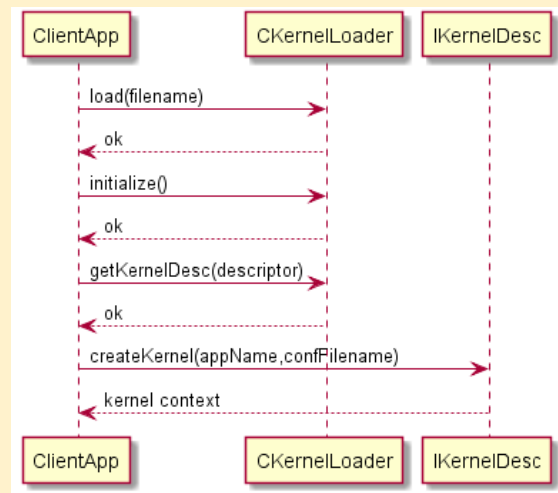 ClientApp CKernelLoader IKernelDesc
load(filename)
ok
initialize()
ok
getKernelDesc(descriptor)
ok
createKernel(appName,confFilename)
kernel context
ClientApp CKernelLoader IKernelDesc